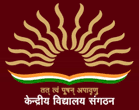 तत् त्वं पूषन् अपावृणु
केन्द्रीय विद्यालय संगठन